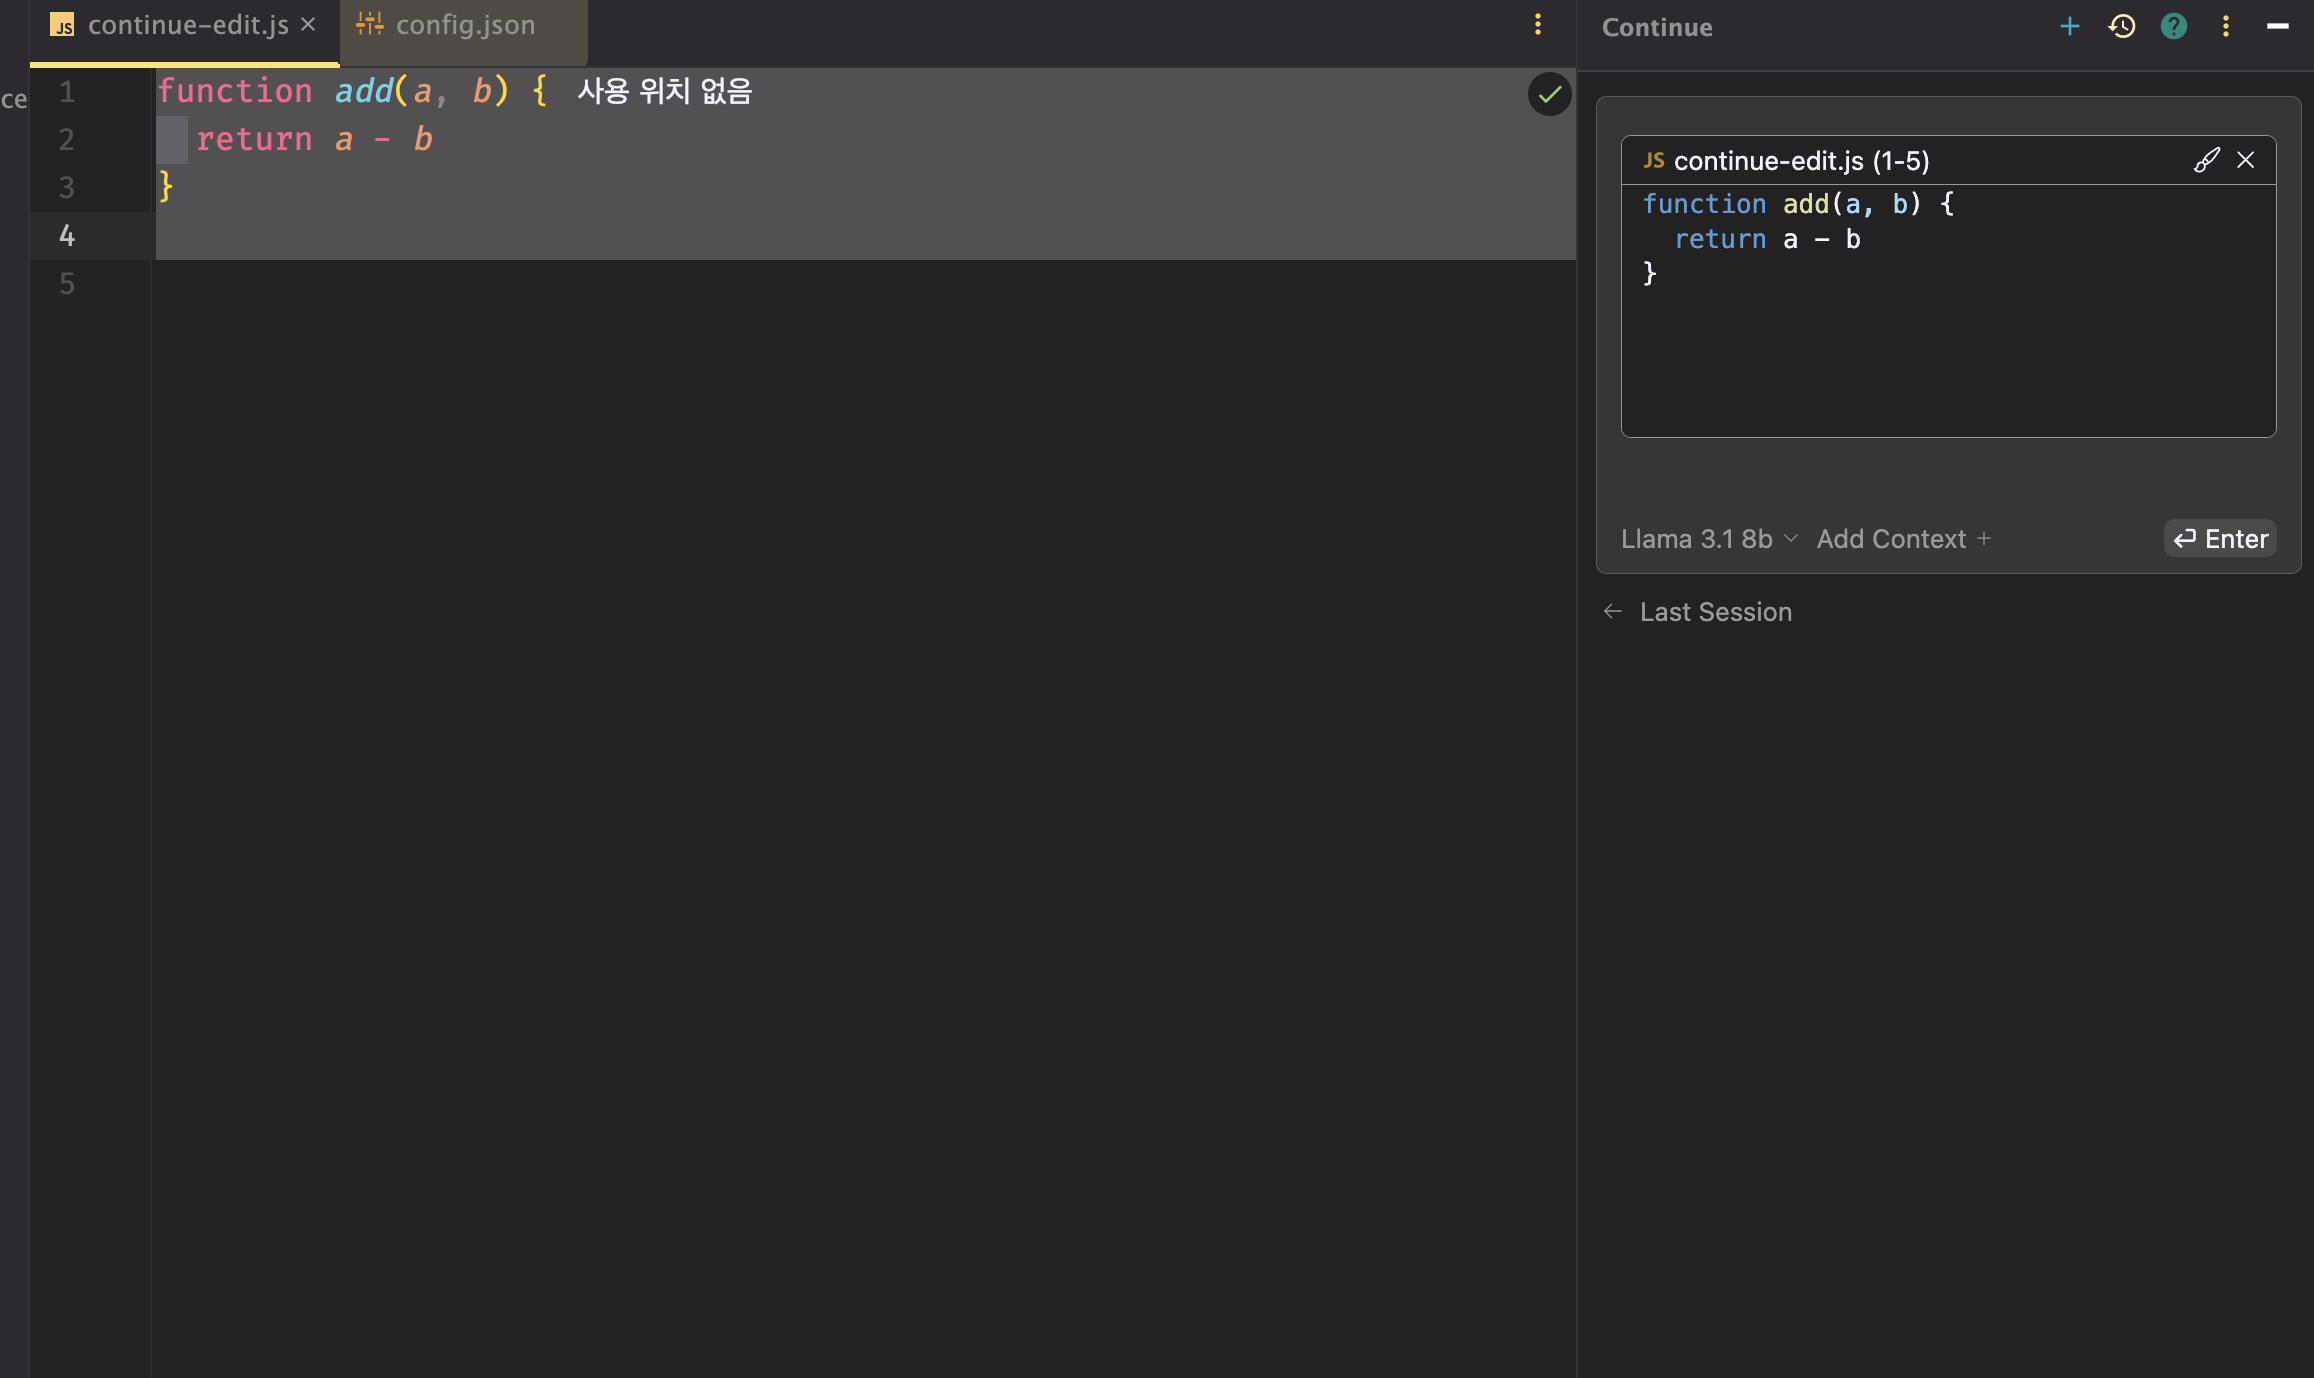 continue-edit.js
config.json
ce
1 function add(a, b) { 사용 위치 없음
2 return a - b
3 }
4
5
Continue
JS continue-edit.js (1-5)
function add(a, b) {
return a - b
}
Llama 3.1 8b Add Context +
Enter
Last Session